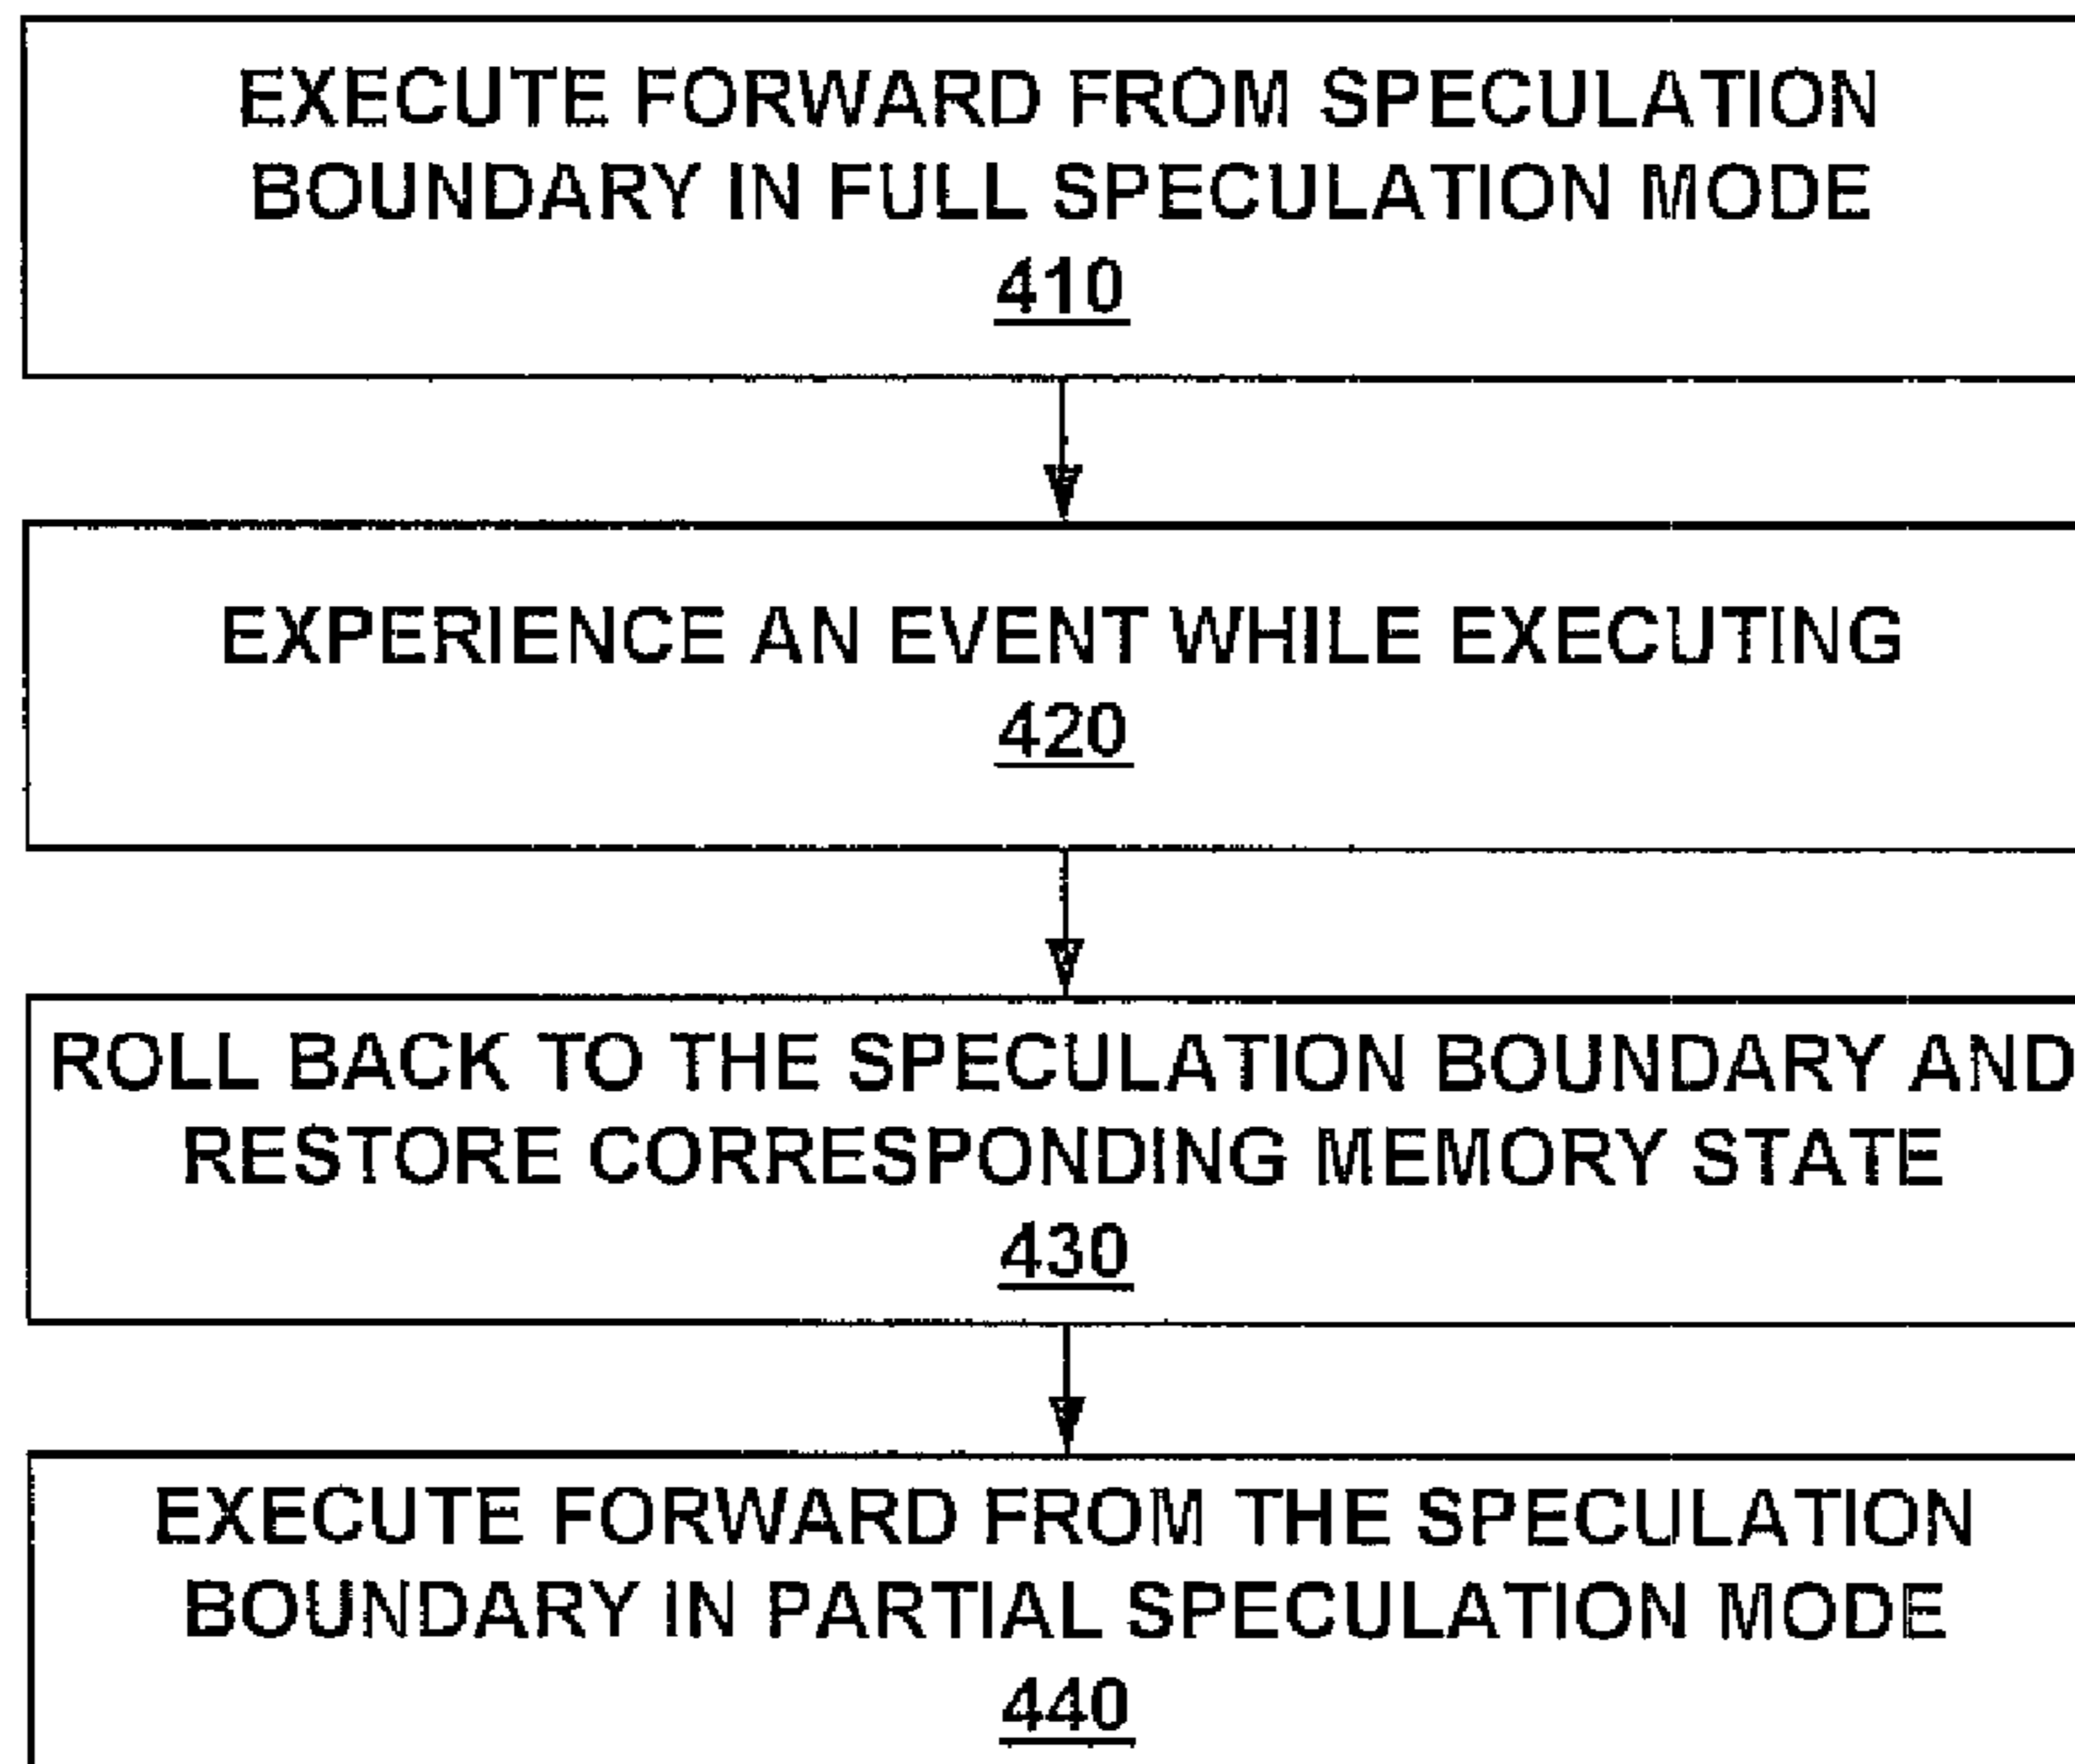 EXECUTE FORWARD FROM SPECULATION
BOUNDARY IN FULL SPECULATION MODE
410
EXPERIENCE AN EVENT WHILE EXECUTING
420
ROLL BACK TO THE SPECULATION BOUNDARY AND
RESTORE CORRESPONDING MEMORY STATE
430
EXECUTE FORWARD FROM THE SPECULATION
BOUNDARY IN PARTIAL SPECULATION MODE
440